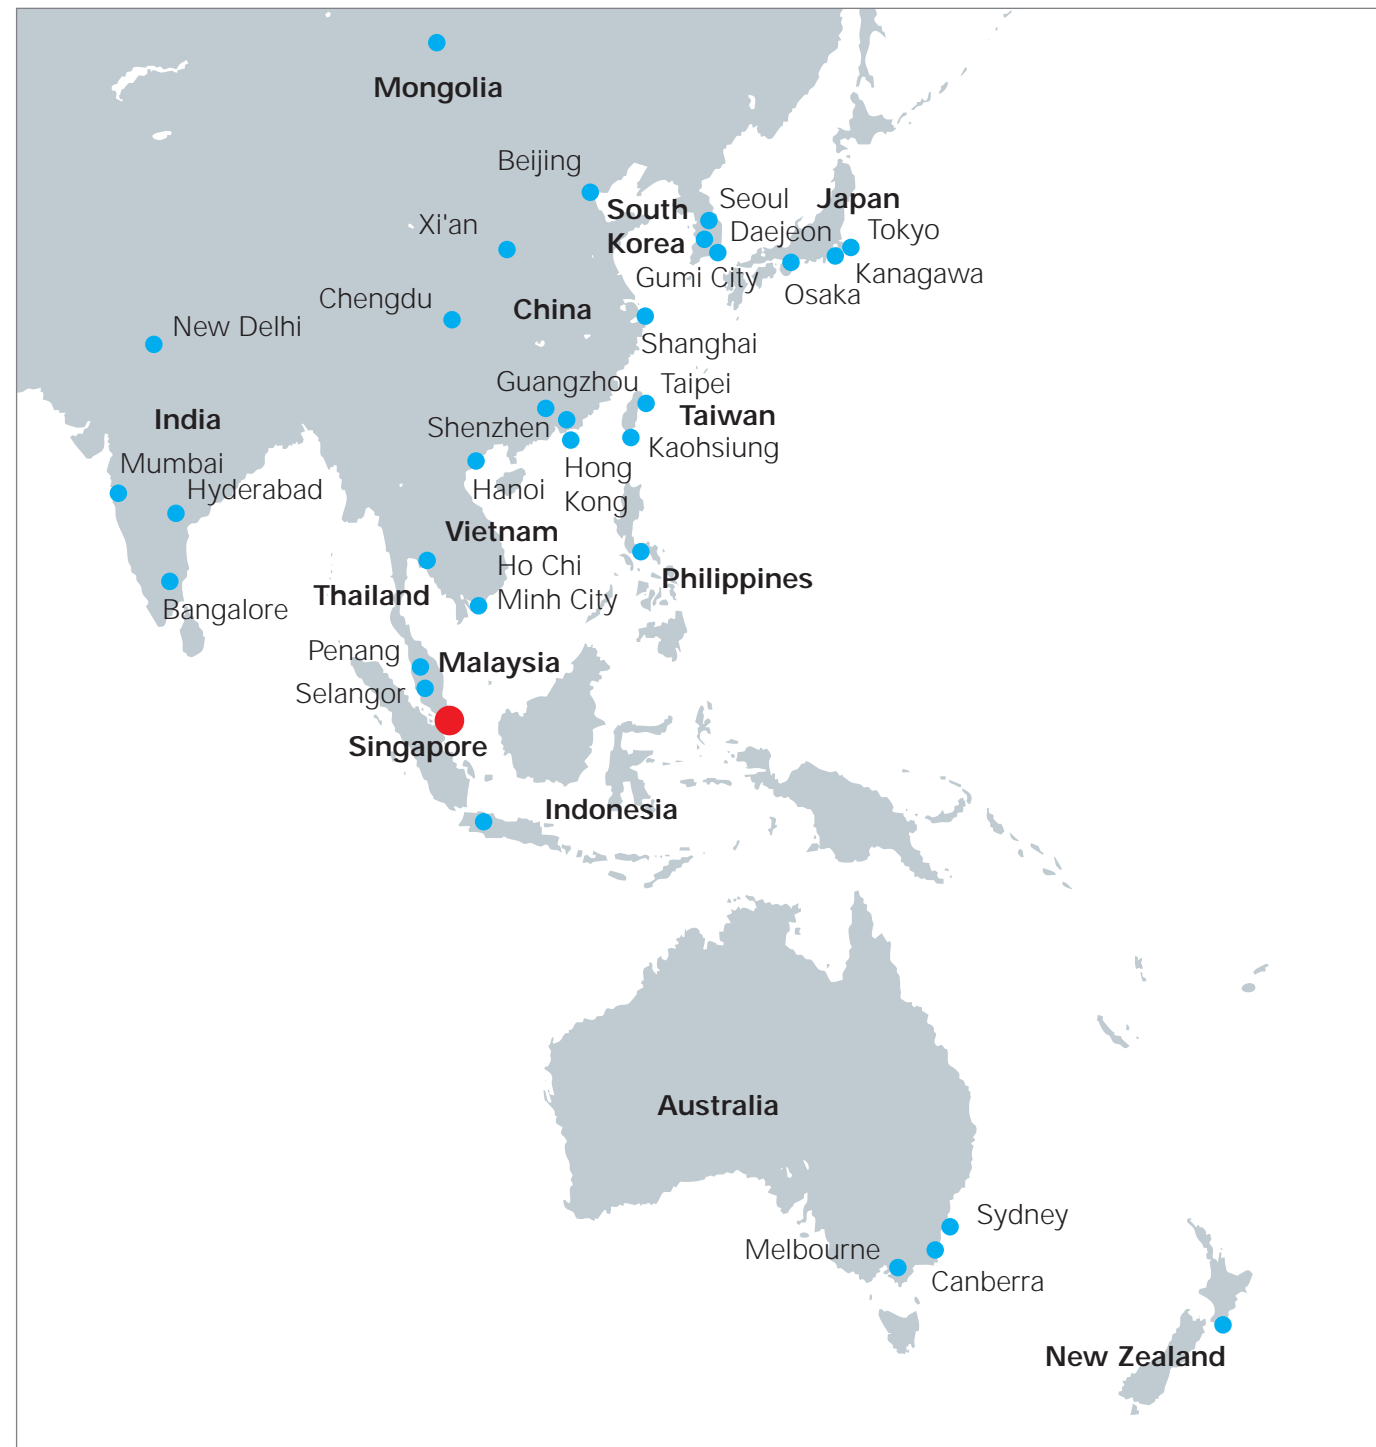 Mongolia
Beijing
Xi'an
Chengdu
China
South
Korea
Seoul
Daejeon
Gumi City
Japan
Tokyo
Kanagawa
Osaka
Shanghai
New Delhi
India
Mumbai
Hyderabad
Bangalore
Guangzhou
Shenzhen
Hong
Kong
Taipei
Taiwan
Kaohsiung
Hanoi
Vietnam
Ho Chi
Minh City
Thailand
Philippines
Penang
Malaysia
Selangor
Singapore
Indonesia
Australia
Sydney
Melbourne
Canberra
New Zealand